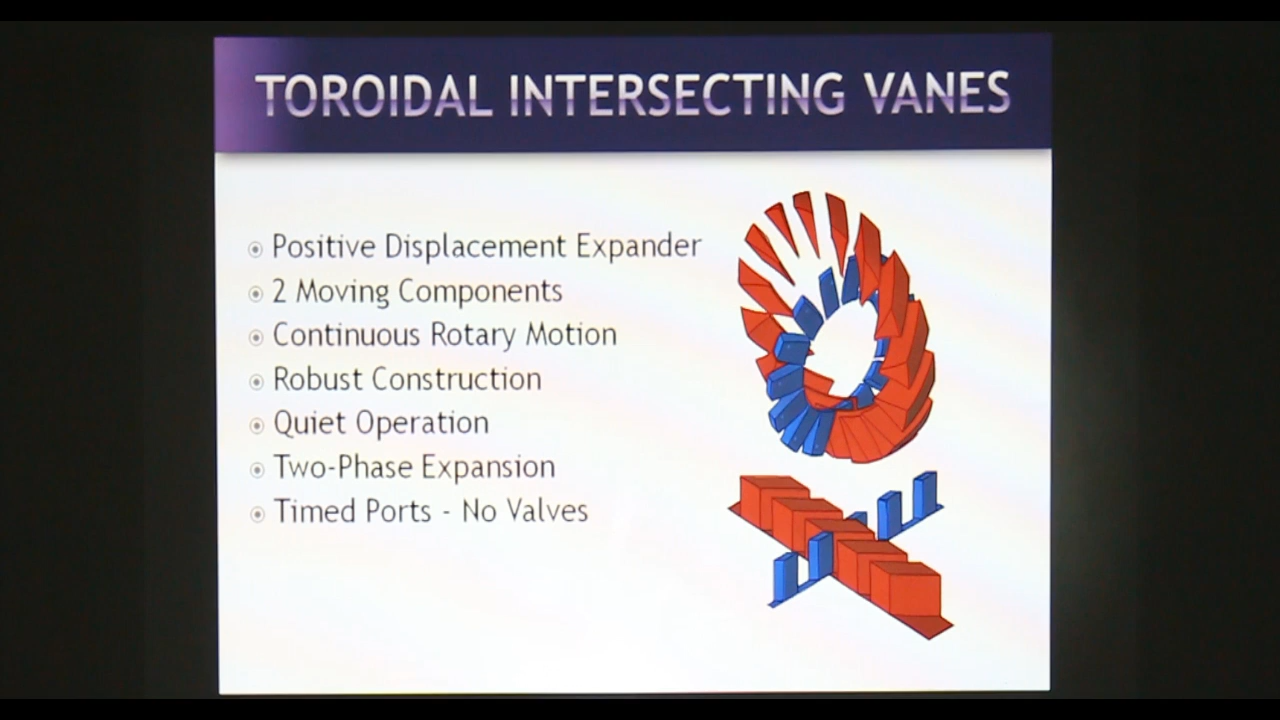 TOROIDAL INTERSECTING VANES
Positive Displacement Expander
2 Moving Components
Continuous Rotary Motion
Robust Construction
Quiet Operation
Two-Phase Expansion
Timed Ports - No Valves